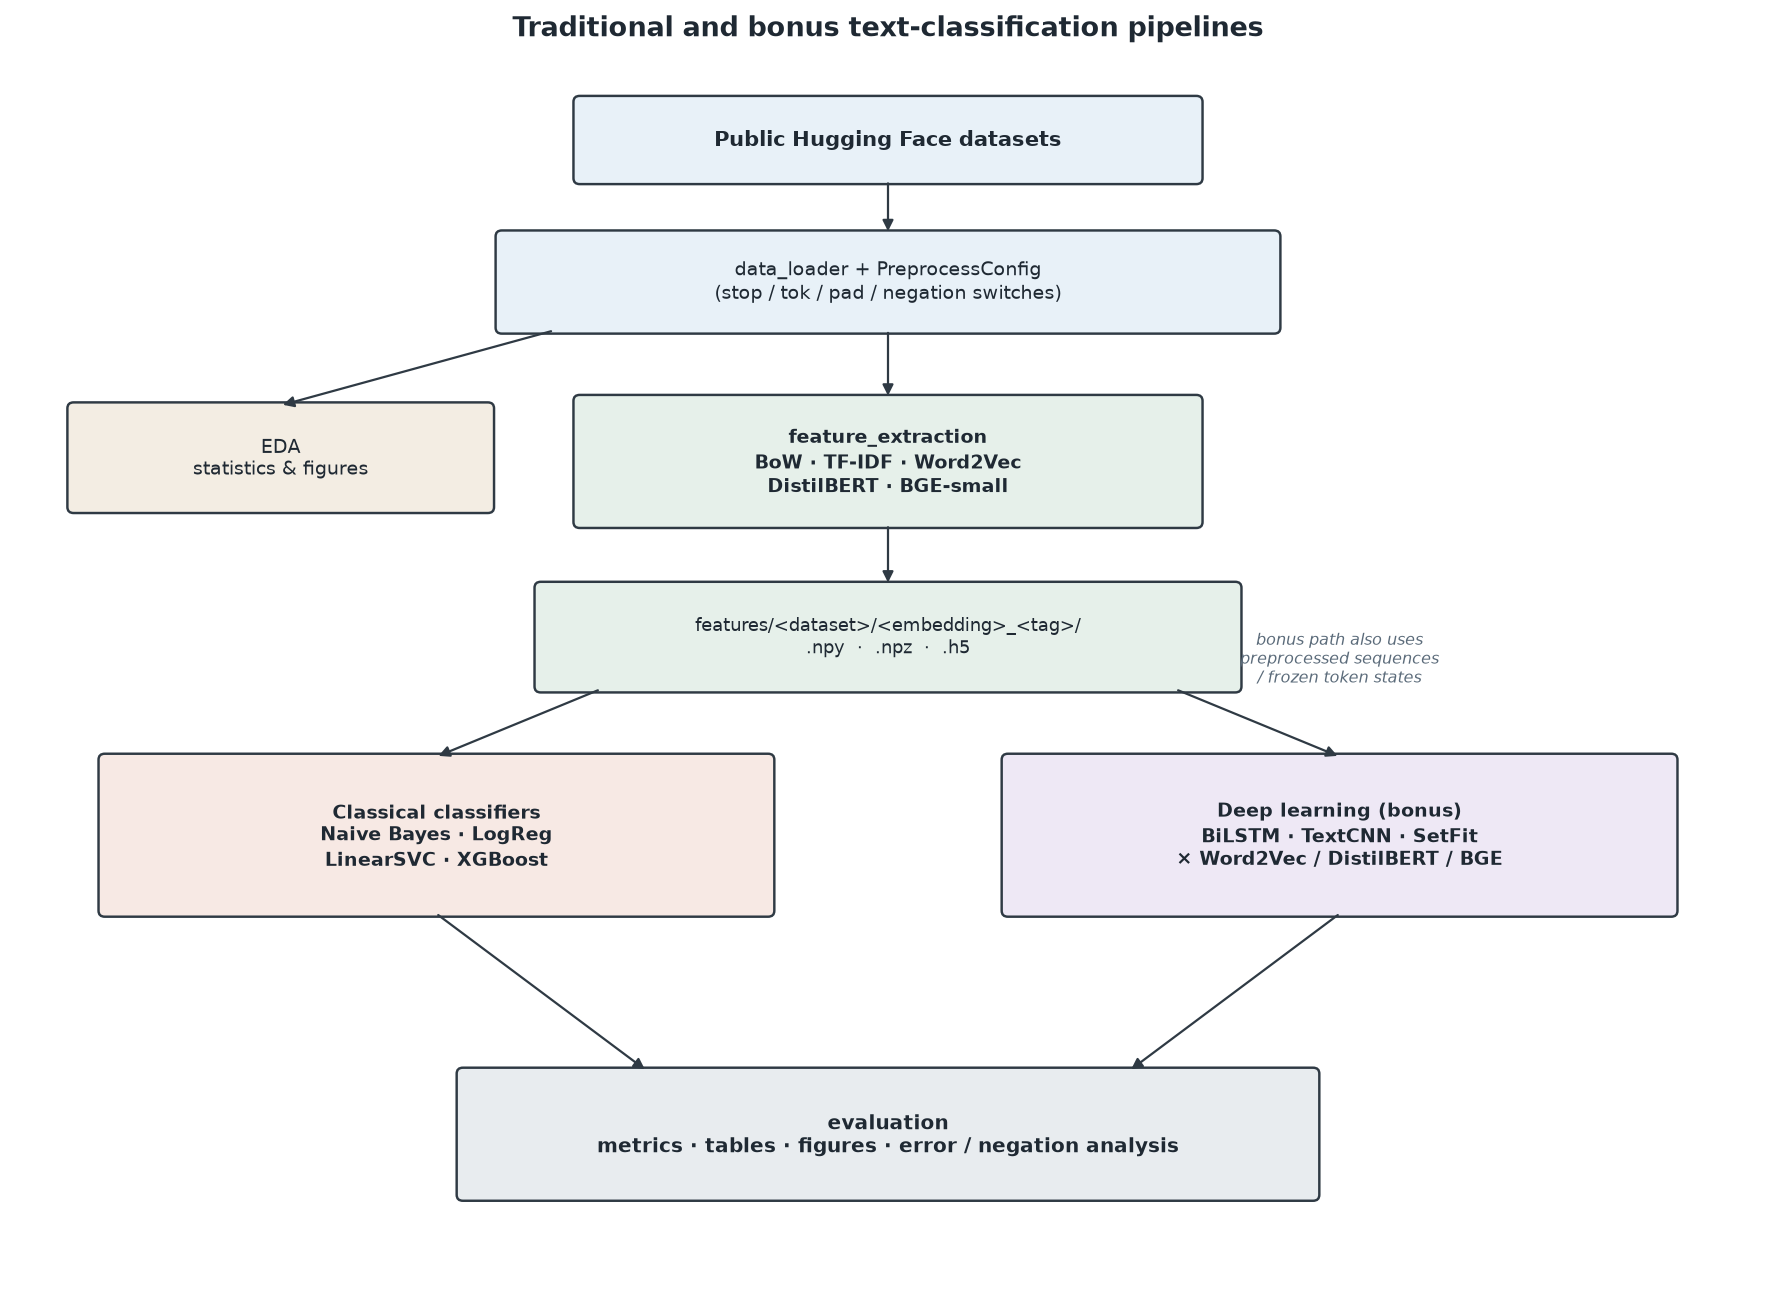 Traditional and bonus text-classification pipelines
Public Hugging Face datasets
data_loader + PreprocessConfig
(stop / tok / pad / negation switches)
EDA
statistics & figures
feature_extraction
BoW · TF-IDF · Word2Vec
DistilBERT · BGE-small
features/<dataset>/<embedding>_<tag>/
.npy · .npz · .h5
bonus path also uses
preprocessed sequences
/ frozen token states
Classical classifiers
Naive Bayes · LogReg
LinearSVC · XGBoost
Deep learning (bonus)
BiLSTM · TextCNN · SetFit
× Word2Vec / DistilBERT / BGE
evaluation
metrics · tables · figures · error / negation analysis